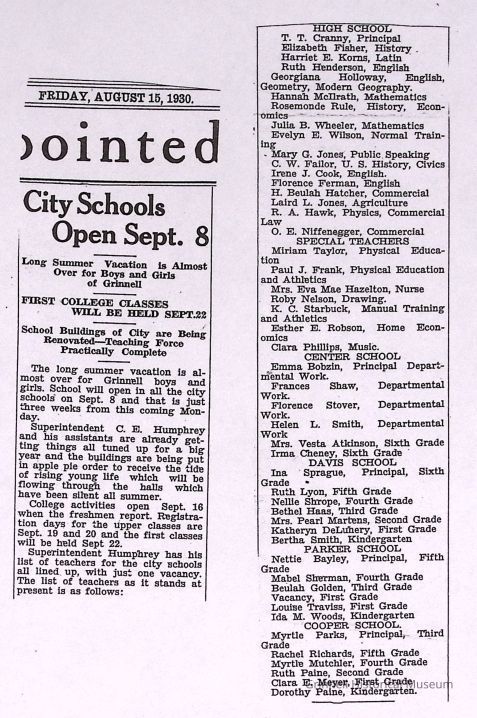 FRIDAY, AUGUST 15, 1930.
ointed
City Schools
Open Sept. 8
Long Summer Vacation is Almost
Over for Boys and Girls
of Grinnell
FIRST COLLEGE CLASSES
WILL BE HELD SEPT.22
School Buildings of City are Being
Renovated—Teaching Force
Practically Complete
The long summer vacation is al-
most over for Grinnell boys and
girls. School will open in all the city
schools on Sept. 8 and that is just
three weeks from this coming Mon-
day.
Superintendent C. E. Humphrey
and his assistants are already get-
ting things all tuned up for a big
year and the buildings are being put
in apple pie order to receive the tide
of rising young life which will be
flowing through the halls which
have been silent all summer.
College activities open Sept. 16
when the freshmen report. Registra-
tion days for the upper classes are
Sept. 19 and 20 and the first classes
will be held Sept. 22.
Superintendent Humphrey has his
list of teachers for the city schools
all lined up, with just one vacancy.
The list of teachers as it stands at
present is as follows:
HIGH SCHOOL
T. T. Cranny, Principal
Elizabeth Fisher, History
Harriet E. Korns, Latin
Ruth Henderson, English
Georgiana Holloway, English,
Geometry, Modern Geography.
Hannah McIlrath, Mathematics
Rosemonde Rule, History, Econ-
omics
Julia B. Wheeler, Mathematics
Evelyn E. Wilson, Normal Train-
ing
Mary G. Jones, Public Speaking
C. W. Failor, U. S. History, Civics
Irene J. Cook, English.
Florence Ferman, English
H. Beulah Hatcher, Commercial
Laird L. Jones, Agriculture
R. A. Hawk, Physics, Commercial
Law
O. E. Niffenegger, Commercial
SPECIAL TEACHERS
Miriam Taylor, Physical Educa-
tion
Paul J. Frank, Physical Education
and Athletics
Mrs. Eva Mae Hazelton, Nurse
Roby Nelson, Drawing.
K. C. Starbuck, Manual Training
and Athletics
Esther E. Robson, Home Econ-
omics
Clara Phillips, Music.
CENTER SCHOOL
Emma Bobzin, Principal Depart-
mental Work.
Frances Shaw, Departmental
Work.
Florence Stover, Departmental
Work.
Helen L. Smith, Departmental
Work
Mrs. Vesta Atkinson, Sixth Grade
Irma Cheney, Sixth Grade
DAVIS SCHOOL
Ina Sprague, Principal, Sixth
Grade
Ruth Lyon, Fifth Grade
Nellie Shrope, Fourth Grade
Bethel Haas, Third Grade
Mrs. Pearl Martens, Second Grade
Katheryn DeLuhery, First Grade
Bertha Smith, Kindergarten
PARKER SCHOOL
Nettie Bayley, Principal, Fifth
Grade
Mabel Sherman, Fourth Grade
Beulah Golden, Third Grade
Vacancy, First Grade
Louise Traviss, First Grade
Ida M. Woods, Kindergarten
COOPER SCHOOL.
Myrtle Parks, Principal, Third
Grade
Rachel Richards, Fifth Grade
Myrtle Mutchler, Fourth Grade
Ruth Paine, Second Grade
Clara E. Meyer, First Grade
Dorothy Paine, Kindergarten.
Museum